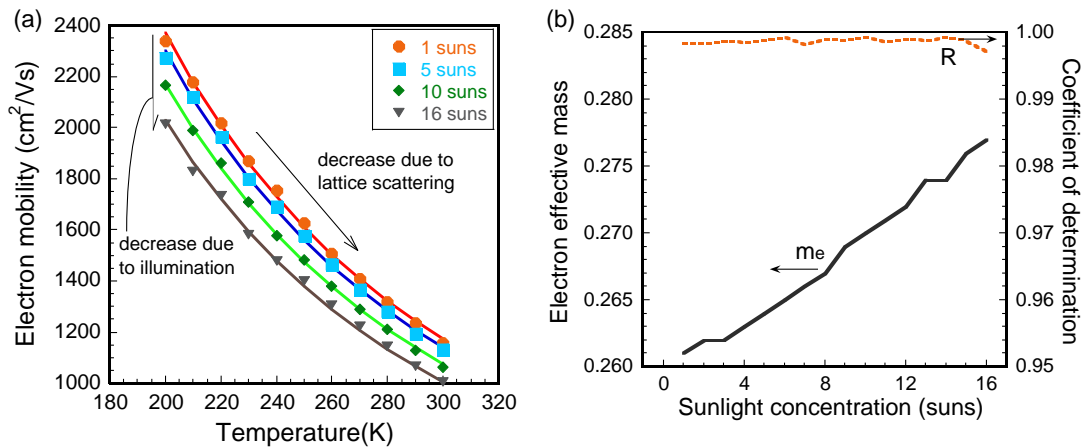 (a)
2400
2200
2000
1800
1600
1400
1200
1000
Electron mobility (cm²/Vs)
1 suns
5 suns
10 suns
16 suns
decrease due to
lattice scattering
decrease due
to illumination
180 200 220 240 260 280 300 320
Temperature(K)
(b)
0.285
0.280
0.275
0.270
0.265
0.260
Electron effective mass
R
me
1.00
0.99
0.98
0.97
0.96
0.95
Coefficient of determination
0 4 8 12 16
Sunlight concentration (suns)